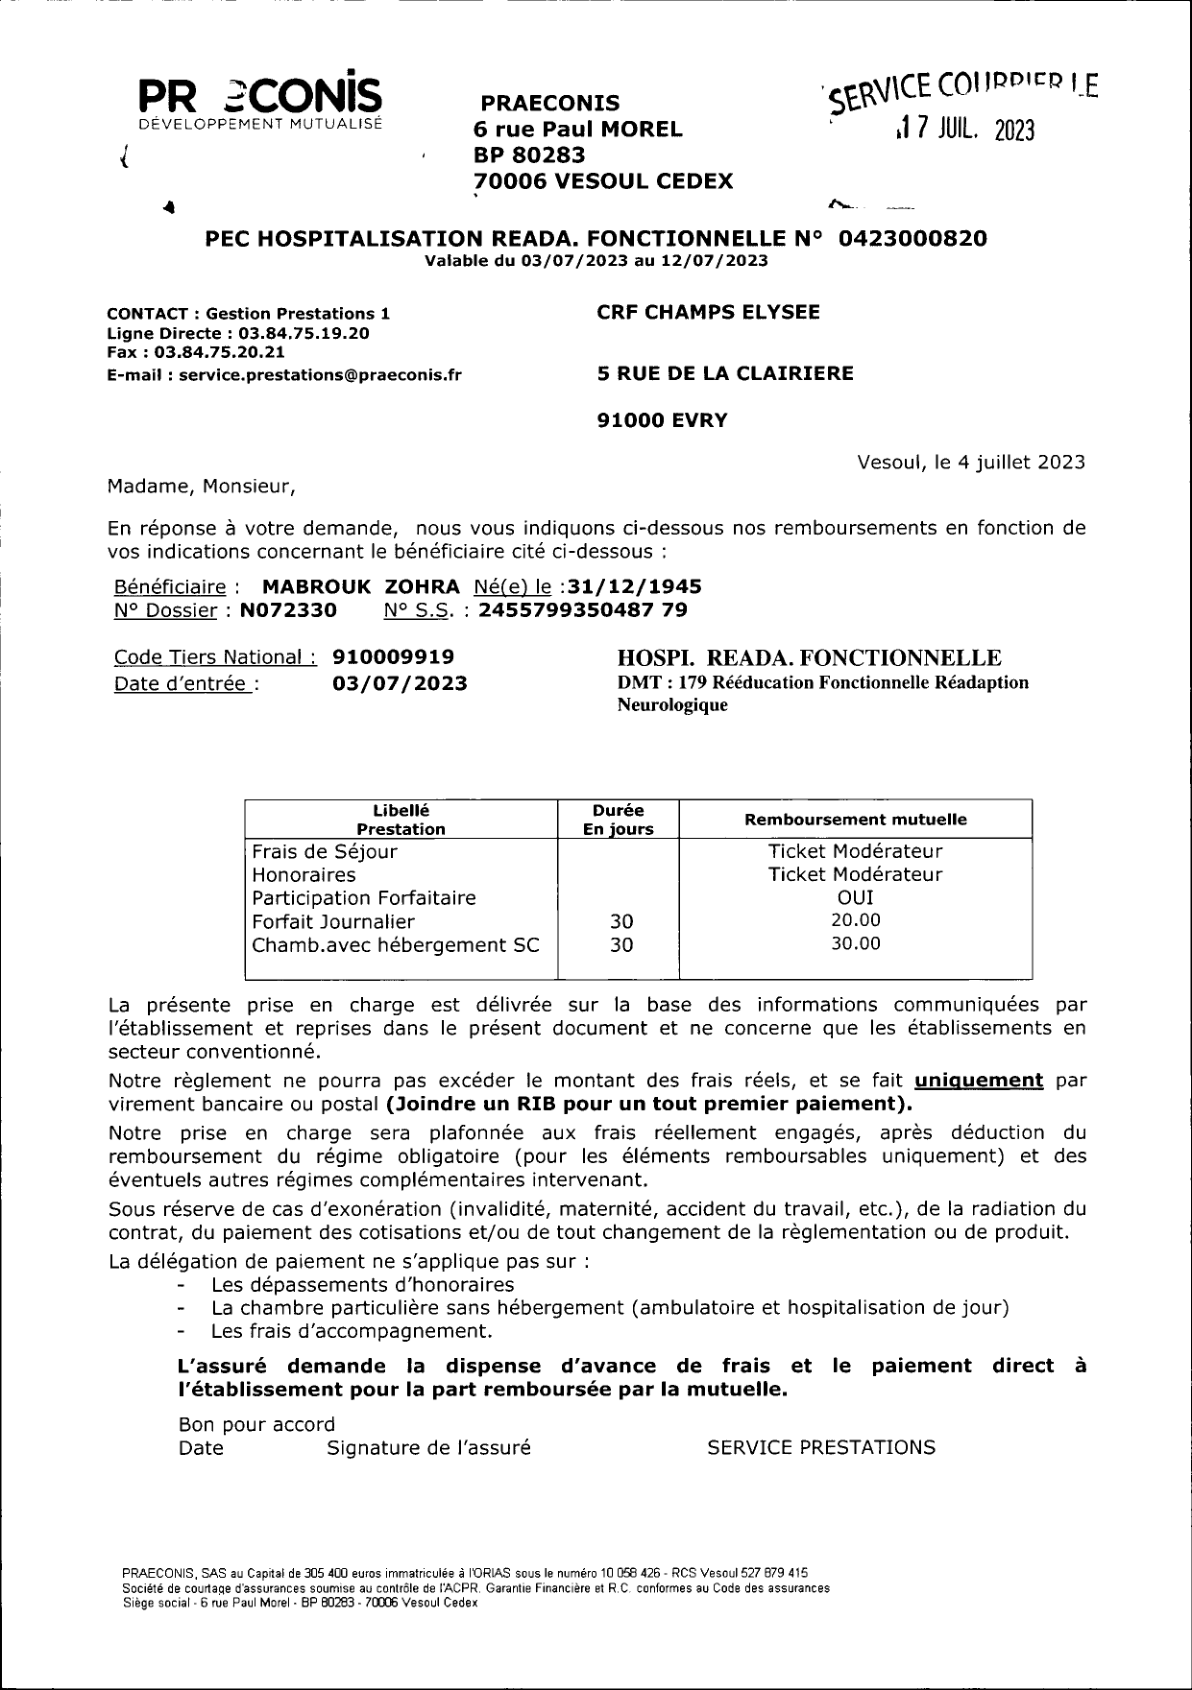 PR ÆCONIS
DÉVELOPPEMENT MUTUALISÉ
PRAECONIS
6 rue Paul MOREL
BP 80283
70006 VESOUL CEDEX
SERVICE COURRIER LE
17 JUIL. 2023
PEC HOSPITALISATION READA. FONCTIONNELLE N° 0423000820
Valable du 03/07/2023 au 12/07/2023
CONTACT : Gestion Prestations 1
Ligne Directe : 03.84.75.19.20
Fax : 03.84.75.20.21
E-mail : service.prestations@praeconis.fr
CRF CHAMPS ELYSEE
5 RUE DE LA CLAIRIERE
91000 EVRY
Vesoul, le 4 juillet 2023
Madame, Monsieur,
En réponse à votre demande, nous vous indiquons ci-dessous nos remboursements en fonction de
vos indications concernant le bénéficiaire cité ci-dessous :
Bénéficiaire : MABROUK ZOHRA Né(e) le :31/12/1945
N° Dossier : N072330 N° S.S. : 2455799350487 79
Code Tiers National : 910009919
Date d'entrée : 03/07/2023
HOSPI. READA. FONCTIONNELLE
DMT : 179 Rééducation Fonctionnelle Réadaption
Neurologique
Libellé Prestation | Durée En jours | Remboursement mutuelle
Frais de Séjour Ticket Modérateur
Honoraires Ticket Modérateur
Participation Forfaitaire OUI
Forfait Journalier 30 20.00
Chamb.avec hébergement SC 30 30.00
La présente prise en charge est délivrée sur la base des informations communiquées par
l'établissement et reprises dans le présent document et ne concerne que les établissements en
secteur conventionné.
Notre règlement ne pourra pas excéder le montant des frais réels, et se fait uniquement par
virement bancaire ou postal (Joindre un RIB pour un tout premier paiement).
Notre prise en charge sera plafonnée aux frais réellement engagés, après déduction du
remboursement du régime obligatoire (pour les éléments remboursables uniquement) et des
éventuels autres régimes complémentaires intervenant.
Sous réserve de cas d'exonération (invalidité, maternité, accident du travail, etc.), de la radiation du
contrat, du paiement des cotisations et/ou de tout changement de la règlementation ou de produit.
La délégation de paiement ne s'applique pas sur :
- Les dépassements d'honoraires
- La chambre particulière sans hébergement (ambulatoire et hospitalisation de jour)
- Les frais d'accompagnement.
L'assuré demande la dispense d'avance de frais et le paiement direct à
l'établissement pour la part remboursée par la mutuelle.
Bon pour accord
Date Signature de l'assuré SERVICE PRESTATIONS
PRAECONIS, SAS au Capital de 305 400 euros immatriculée à l'ORIAS sous le numéro 10 058 426 - RCS Vesoul 527 879 415
Société de courtage d'assurances soumise au contrôle de l'ACPR. Garantie Financière et R.C. conformes au Code des assurances
Siège social - 6 rue Paul Morel - BP 80283 - 70006 Vesoul Cedex